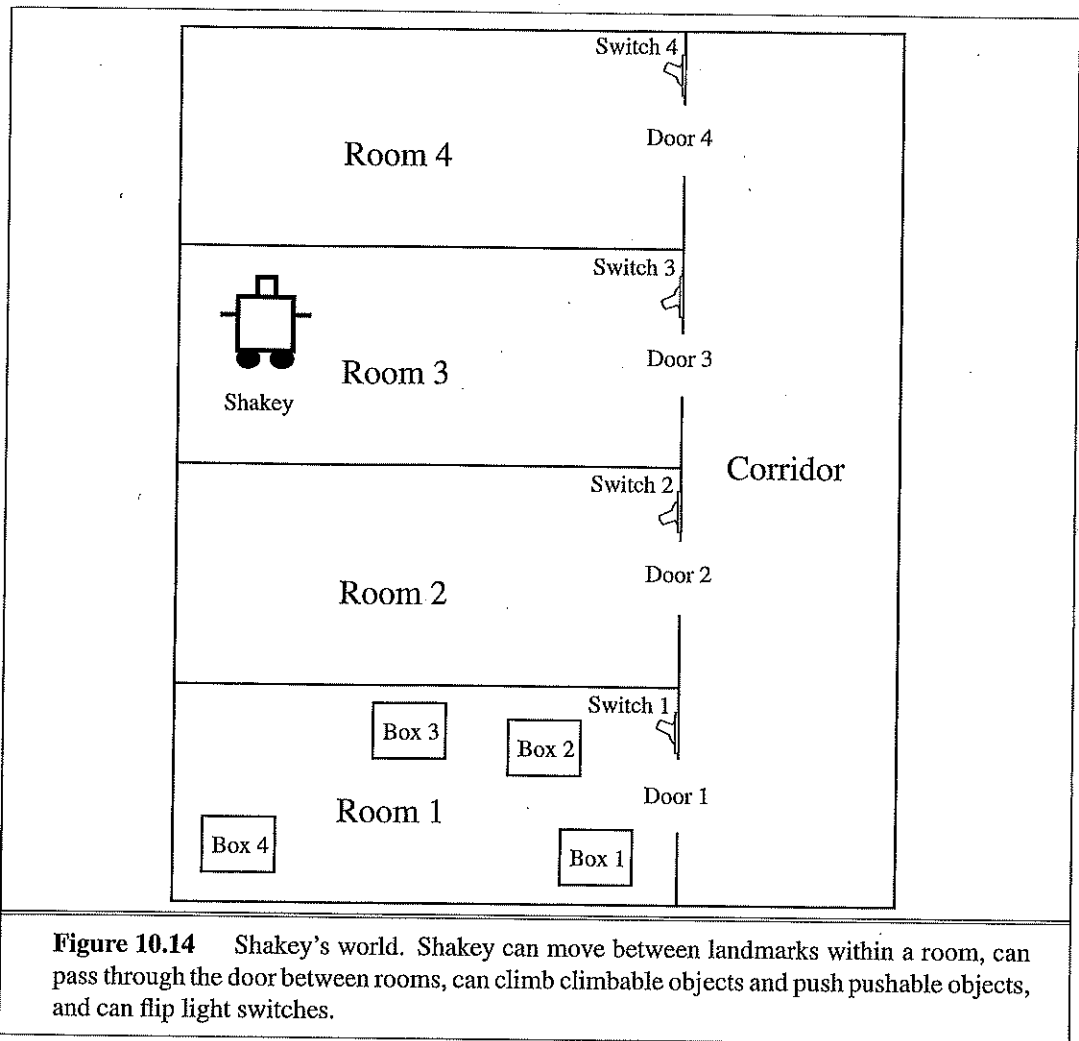 Switch 4
Door 4
Room 4
Switch 3
Door 3
Room 3
Shakey
Corridor
Switch 2
Door 2
Room 2
Switch 1
Box 3
Box 2
Door 1
Room 1
Box 4
Box 1
Figure 10.14 Shakey's world. Shakey can move between landmarks within a room, can
pass through the door between rooms, can climb climbable objects and push pushable objects,
and can flip light switches.